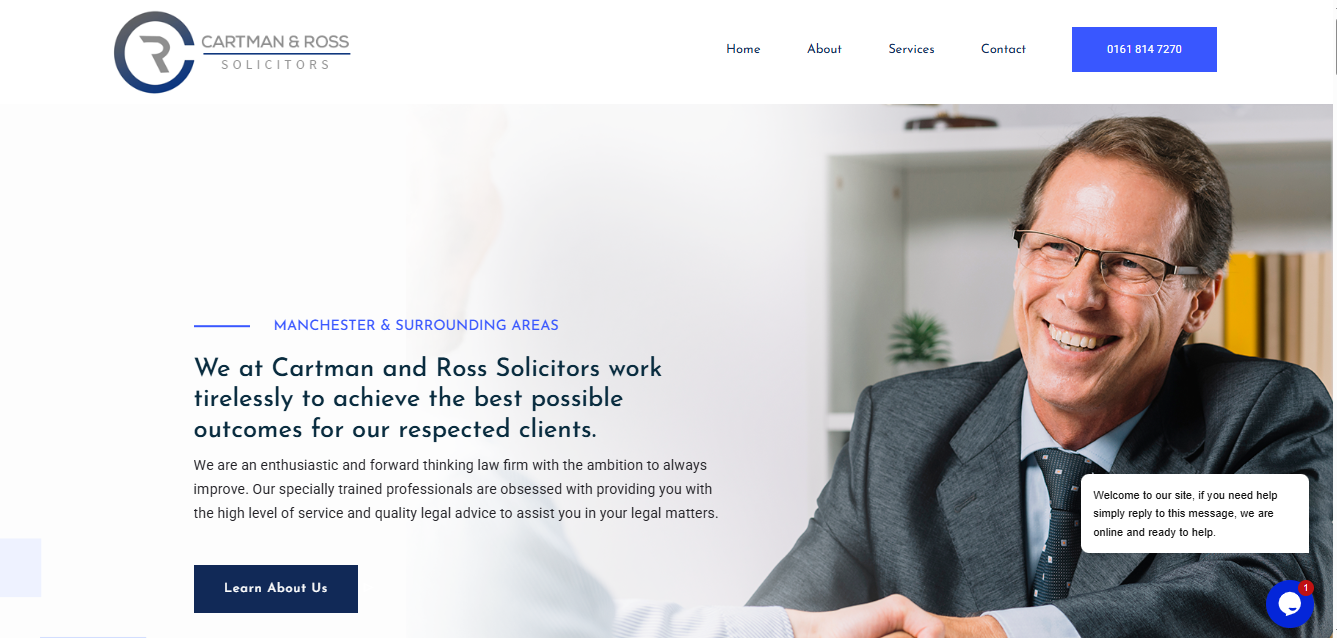 CARTMAN & ROSS
SOLICITORS
Home
About
Services
Contact
0161 814 7270
MANCHESTER & SURROUNDING AREAS
We at Cartman and Ross Solicitors work
tirelessly to achieve the best possible
outcomes for our respected clients.
We are an enthusiastic and forward thinking law firm with the ambition to always
improve. Our specially trained professionals are obsessed with providing you with
the high level of service and quality legal advice to assist you in your legal matters.
Learn About Us
Welcome to our site, if you need help
simply reply to this message, we are
online and ready to help.
1